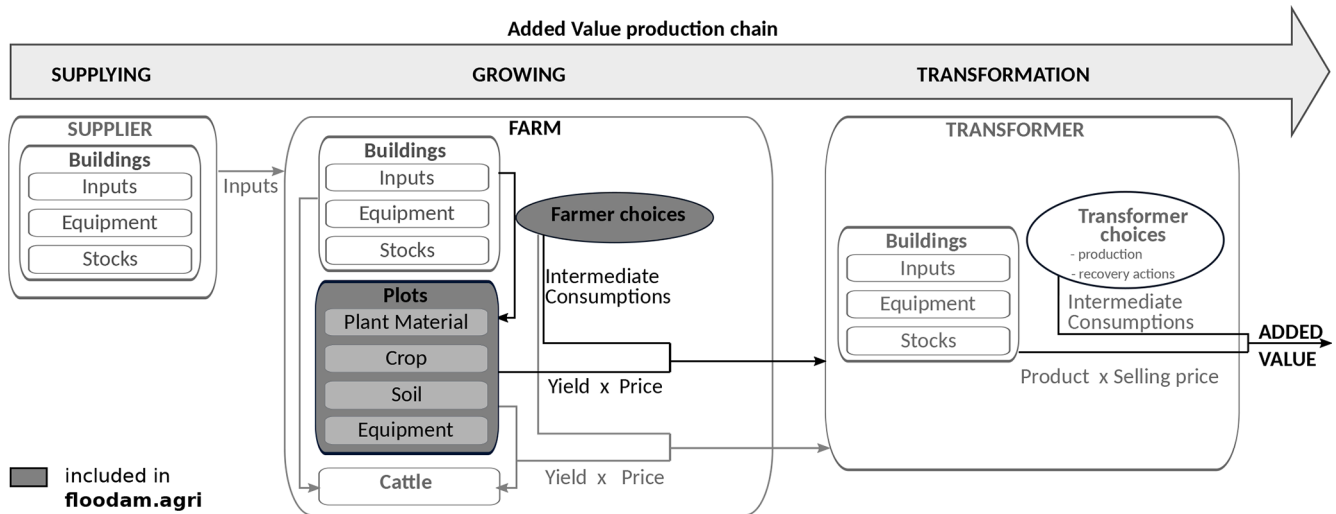 Added Value production chain
SUPPLYING
GROWING
TRANSFORMATION
SUPPLIER
Buildings
Inputs
Equipment
Stocks
Inputs
FARM
Buildings
Inputs
Equipment
Stocks
Farmer choices
Intermediate
Consumptions
Plots
Plant Material
Crop
Soil
Equipment
Yield x Price
Cattle
Yield x Price
TRANSFORMER
Buildings
Inputs
Equipment
Stocks
Transformer
choices
- production
- recovery actions
Intermediate
Consumptions
Product x Selling price
ADDED
VALUE
included in
floodam.agri